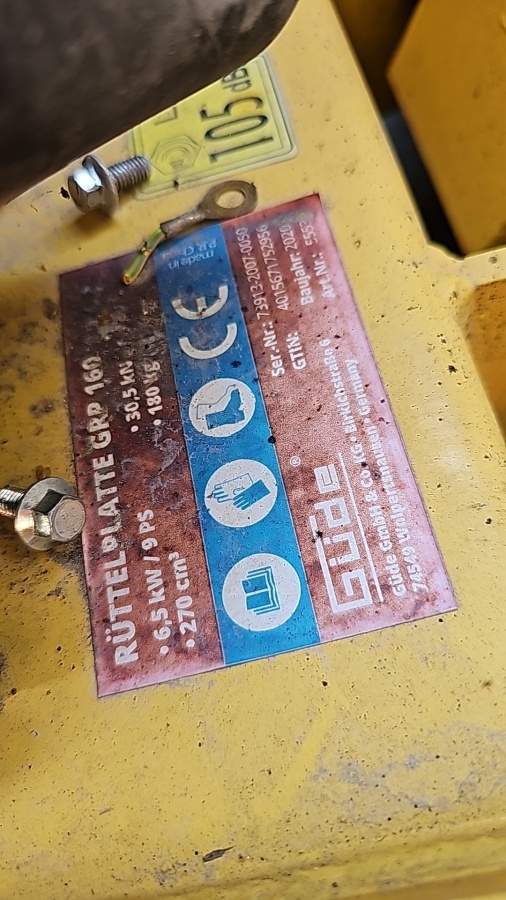 105 dB
RÜTTELPLATTE GRP 160
• 6,5 kW / 9 PS
• 30,5 kN
• 270 cm³
• 180 kg
CE
made in
P.R. China
Güde ®
Güde GmbH & Co. KG • Birkichstraße 6
74549 Wolpertshausen • Germany
Ser.-Nr.: 73913-2007-0050
GTIN: 4015671752956
Baujahr: 2020
Art.Nr.: